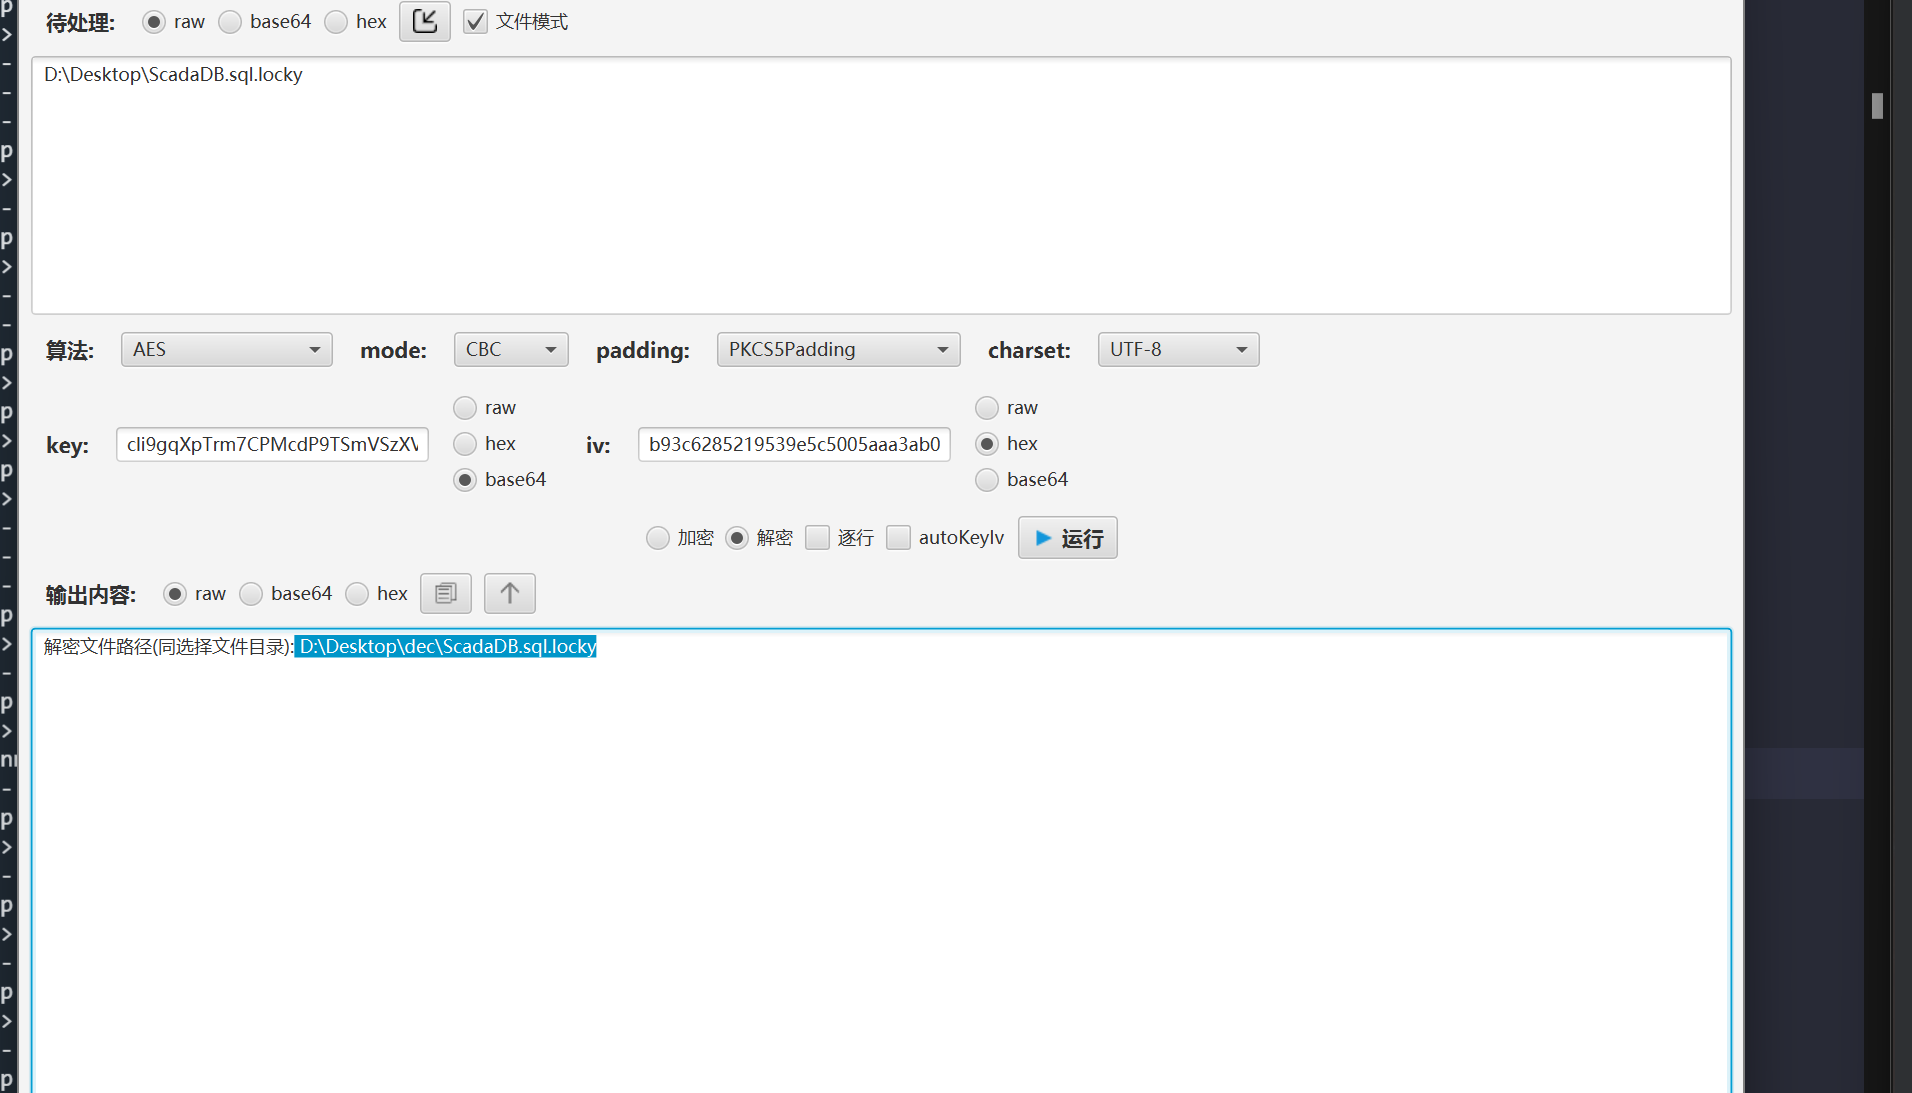 待处理: raw base64 hex 文件模式
D:\Desktop\ScadaDB.sql.locky
算法: AES mode: CBC padding: PKCS5Padding charset: UTF-8
raw raw
key: cIi9gqXpTrm7CPMcdP9TSmVSzXV hex iv: b93c6285219539e5c5005aaa3ab0 hex
base64 base64
加密 解密 逐行 autoKeyIv 运行
输出内容: raw base64 hex
解密文件路径(同选择文件目录): D:\Desktop\dec\ScadaDB.sql.locky